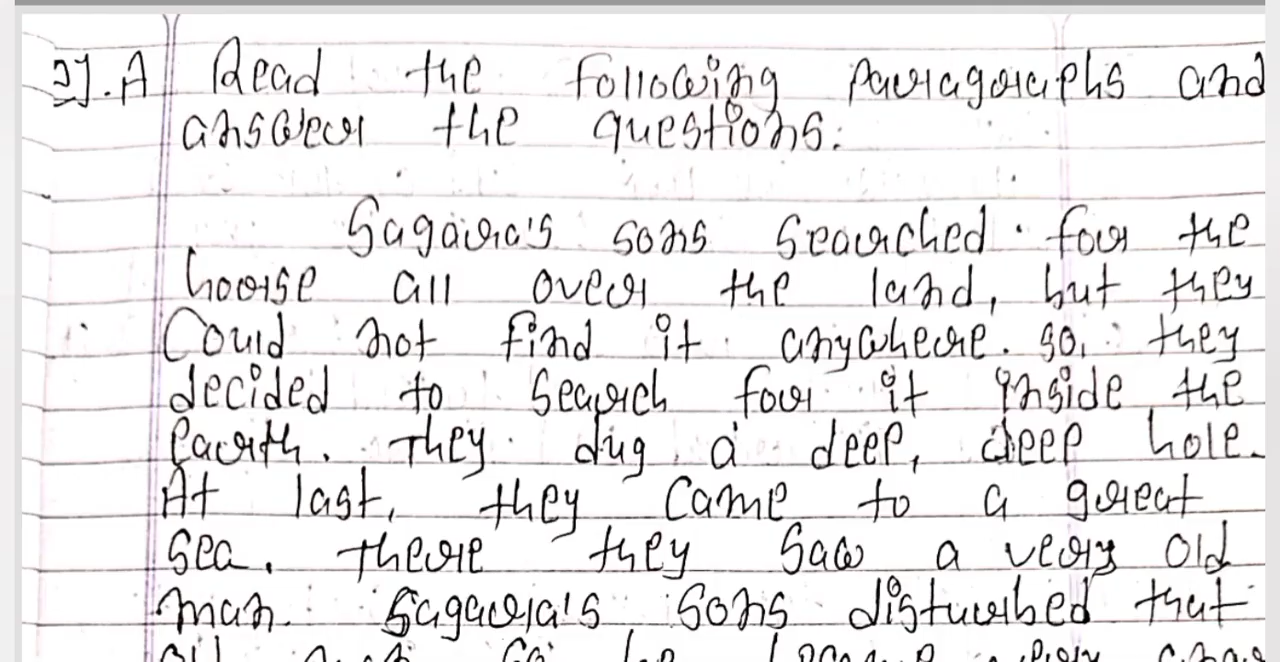 2].A Read the following paragraphs and
answer the questions:
Sagara's sons searched for the
horse all over the land, but they
Could not find it anywhere. so, they
decided to search for it inside the
Earth. They dug a deep, deep hole.
At last, they came to a great
sea. there they saw a very old
man. Sagara's sons disturbed that